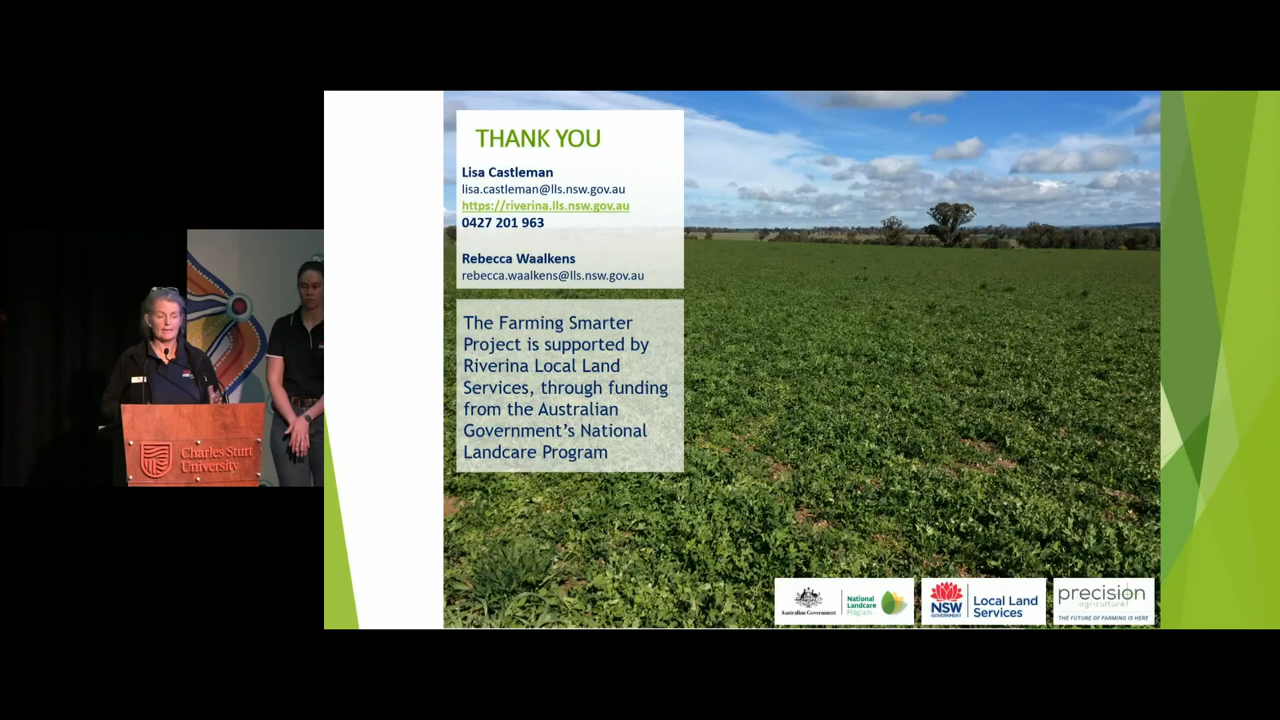 THANK YOU
Lisa Castleman
lisa.castleman@lls.nsw.gov.au
https://riverina.lls.nsw.gov.au
0427 201 963
Rebecca Waalkens
rebecca.waalkens@lls.nsw.gov.au
The Farming Smarter
Project is supported by
Riverina Local Land
Services, through funding
from the Australian
Government’s National
Landcare Program
Charles Sturt
University
Australian Government
National
Landcare
Program
NSW
GOVERNMENT
Local Land
Services
precision
agriculture
THE FUTURE OF FARMING IS HERE